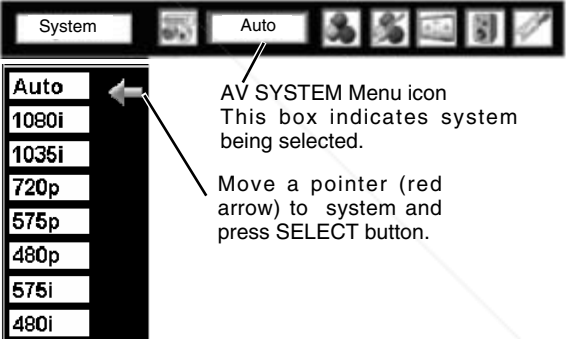 System
Auto
Auto
1080i
1035i
720p
575p
480p
575i
480i
AV SYSTEM Menu icon
This box indicates system
being selected.
Move a pointer (red
arrow) to system and
press SELECT button.